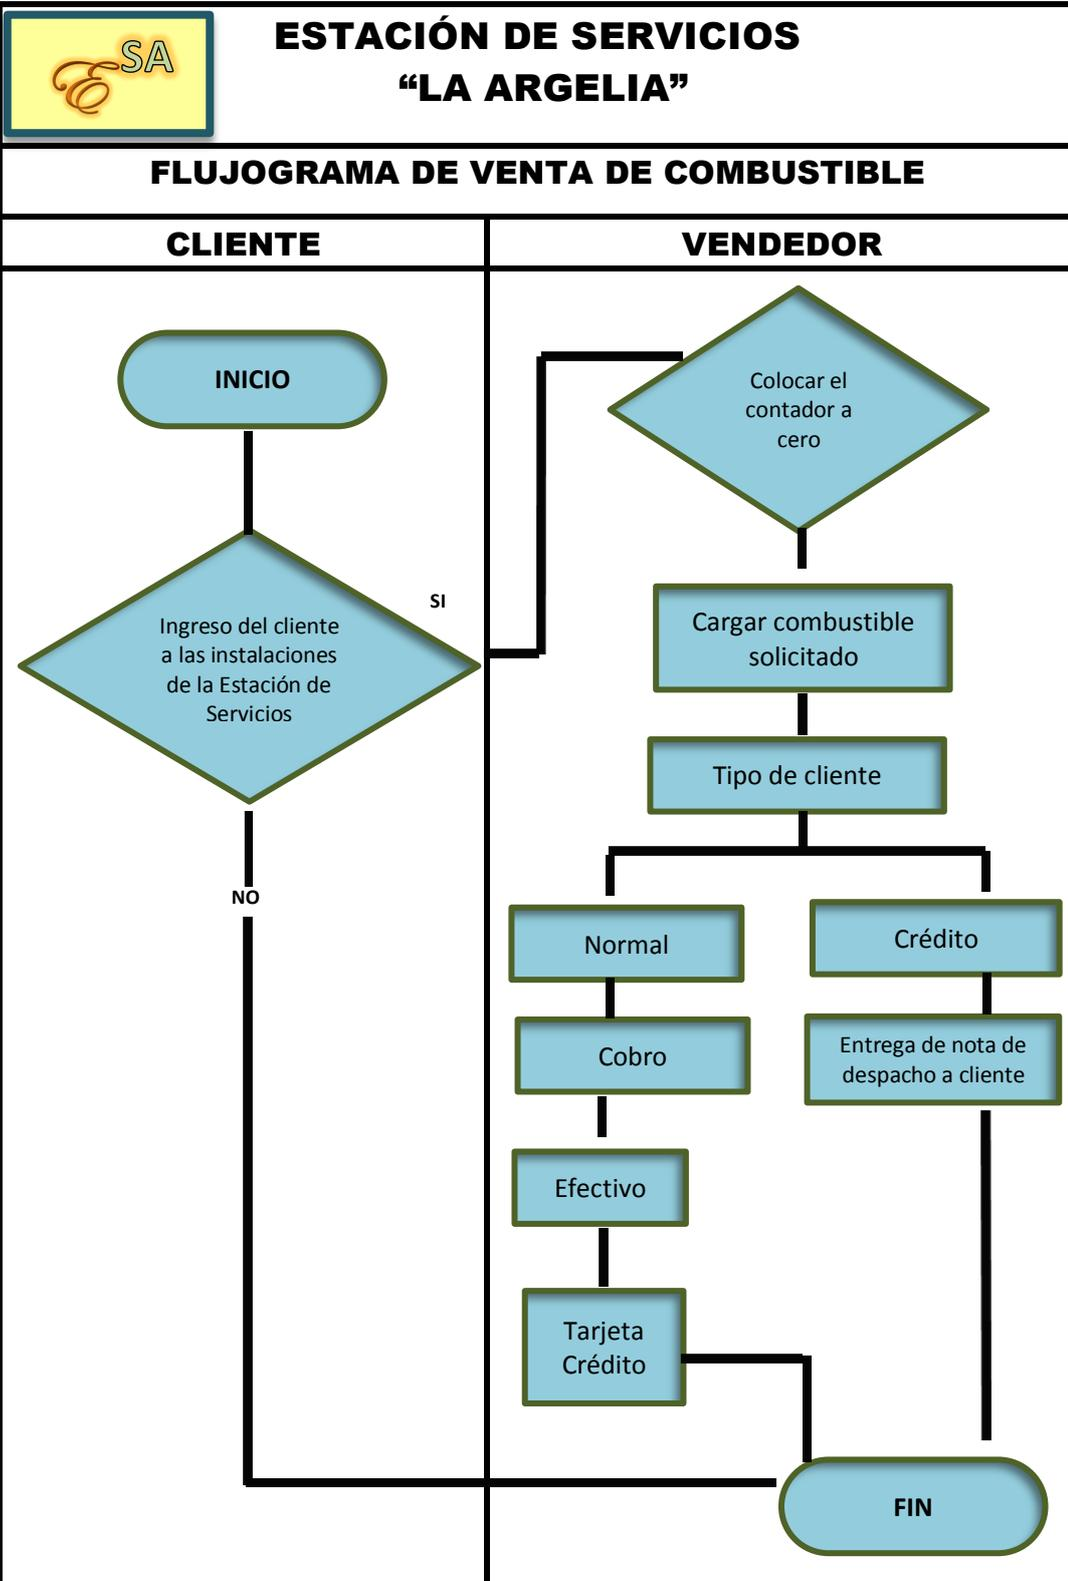 SA
E
ESTACIÓN DE SERVICIOS
“LA ARGELIA”
FLUJOGRAMA DE VENTA DE COMBUSTIBLE
CLIENTE
VENDEDOR
INICIO
Ingreso del cliente
a las instalaciones
de la Estación de
Servicios
SI
NO
Colocar el
contador a
cero
Cargar combustible
solicitado
Tipo de cliente
Normal
Crédito
Cobro
Entrega de nota de
despacho a cliente
Efectivo
Tarjeta
Crédito
FIN